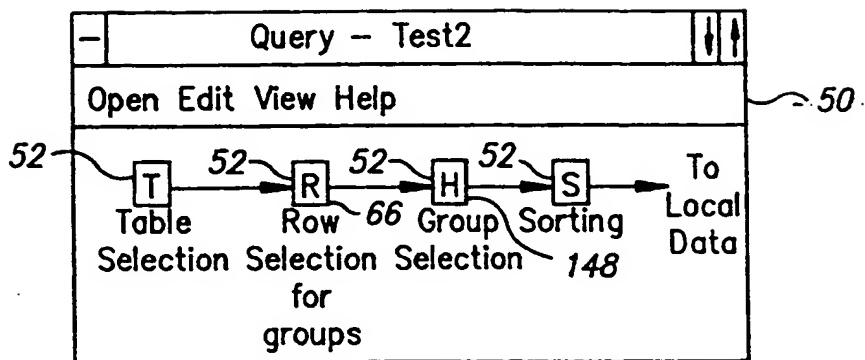 Query – Test2
Open Edit View Help
50
52 52 52 52
T R H S To
Local
Data
Table Row 66 Group Sorting
Selection Selection Selection 148
for
groups